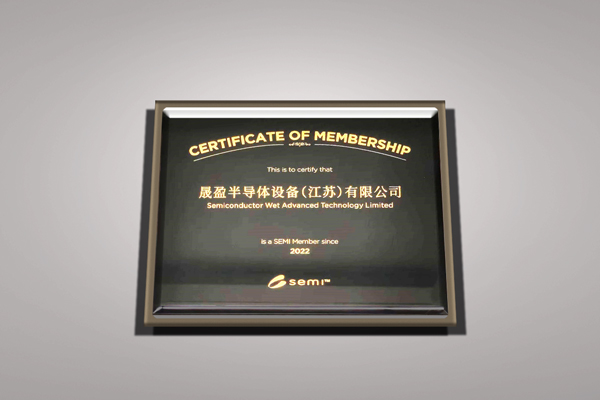 CERTIFICATE OF MEMBERSHIP
This is to certify that
晟盈半导体设备(江苏)有限公司
Semiconductor Wet Advanced Technology Limited
is a SEMI Member since
2022
semi™